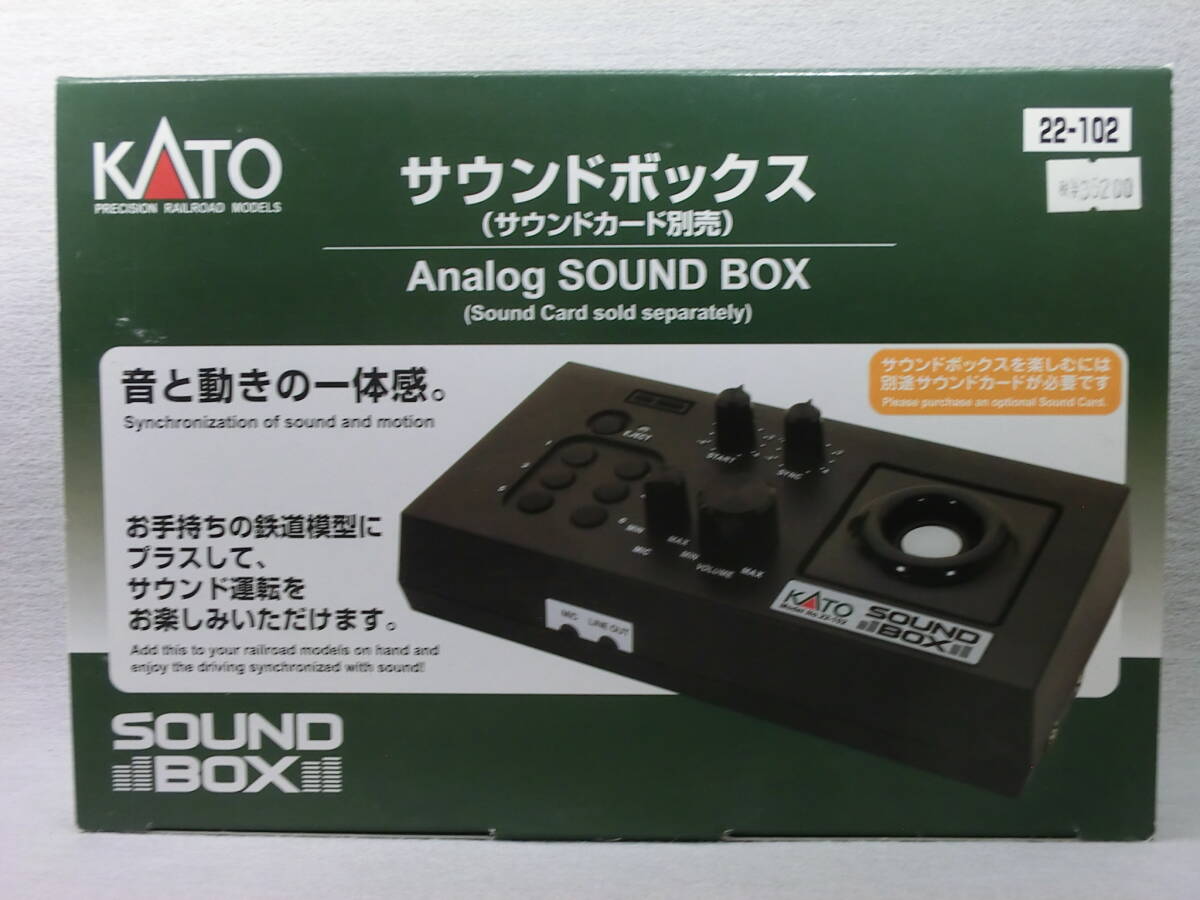 KATO
PRECISION RAILROAD MODELS
サウンドボックス
(サウンドカード別売)
Analog SOUND BOX
(Sound Card sold separately)
22-102
音と動きの一体感。
Synchronization of sound and motion
サウンドボックスを楽しむには
別途サウンドカードが必要です
Please purchase an optional Sound Card.
お手持ちの鉄道模型に
プラスして、
サウンド運転を
お楽しみいただけます。
Add this to your railroad models on hand and
enjoy the driving synchronized with sound!
EJECT
START
SYNC
MIN
MAX
MIC
MIN
MAX
VOLUME
MIC
LINE OUT
KATO
Model No.22-102
SOUND
BOX
SOUND
BOX